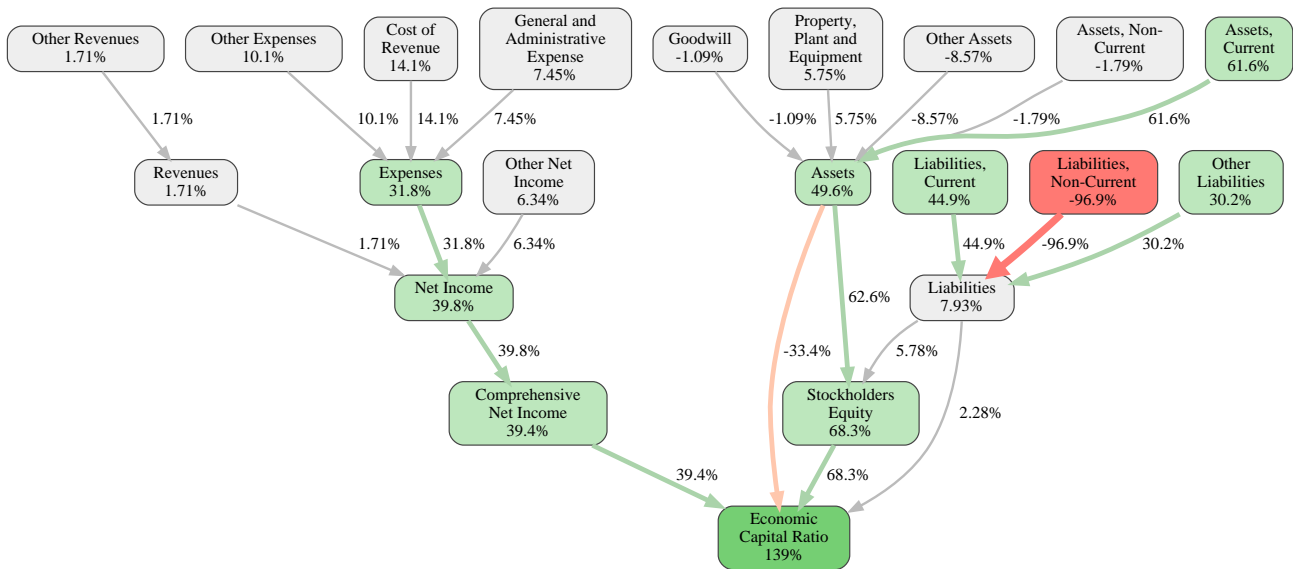 Other Revenues
1.71%
Other Expenses
10.1%
Cost of
Revenue
14.1%
General and
Administrative
Expense
7.45%
Goodwill
-1.09%
Property,
Plant and
Equipment
5.75%
Other Assets
-8.57%
Assets, Non-
Current
-1.79%
Assets,
Current
61.6%
1.71%
10.1%
14.1%
7.45%
-1.09%
5.75%
-8.57%
-1.79%
61.6%
Revenues
1.71%
Expenses
31.8%
Other Net
Income
6.34%
Assets
49.6%
Liabilities,
Current
44.9%
Liabilities,
Non-Current
-96.9%
Other
Liabilities
30.2%
1.71%
31.8%
6.34%
44.9%
-96.9%
30.2%
Net Income
39.8%
62.6%
Liabilities
7.93%
39.8%
-33.4%
5.78%
Comprehensive
Net Income
39.4%
Stockholders
Equity
68.3%
2.28%
39.4%
68.3%
Economic
Capital Ratio
139%